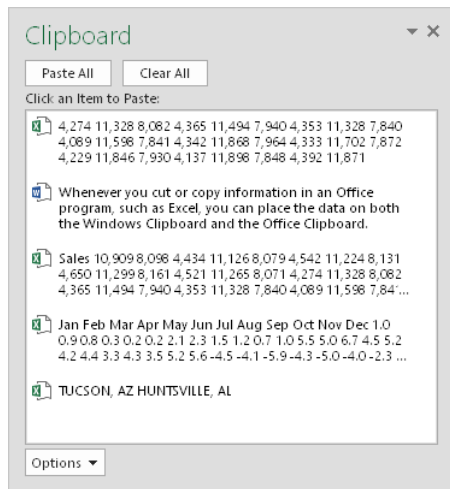 Clipboard
Paste All Clear All
Click an Item to Paste:
4,274 11,328 8,082 4,365 11,494 7,940 4,353 11,328 7,840
4,089 11,598 7,841 4,342 11,868 7,964 4,333 11,702 7,872
4,229 11,846 7,930 4,137 11,898 7,848 4,392 11,871
Whenever you cut or copy information in an Office
program, such as Excel, you can place the data on both
the Windows Clipboard and the Office Clipboard.
Sales 10,909 8,098 4,434 11,126 8,079 4,542 11,224 8,131
4,650 11,299 8,161 4,521 11,265 8,071 4,274 11,328 8,082
4,365 11,494 7,940 4,353 11,328 7,840 4,089 11,598 7,84...
Jan Feb Mar Apr May Jun Jul Aug Sep Oct Nov Dec 1.0
0.9 0.8 0.3 0.2 0.2 2.1 2.3 1.5 1.2 0.7 1.0 5.5 5.0 6.7 4.5 5.2
4.2 4.4 3.3 4.3 3.5 5.2 5.6 -4.5 -4.1 -5.9 -4.3 -5.0 -4.0 -2.3 ...
TUCSON, AZ HUNTSVILLE, AL
Options